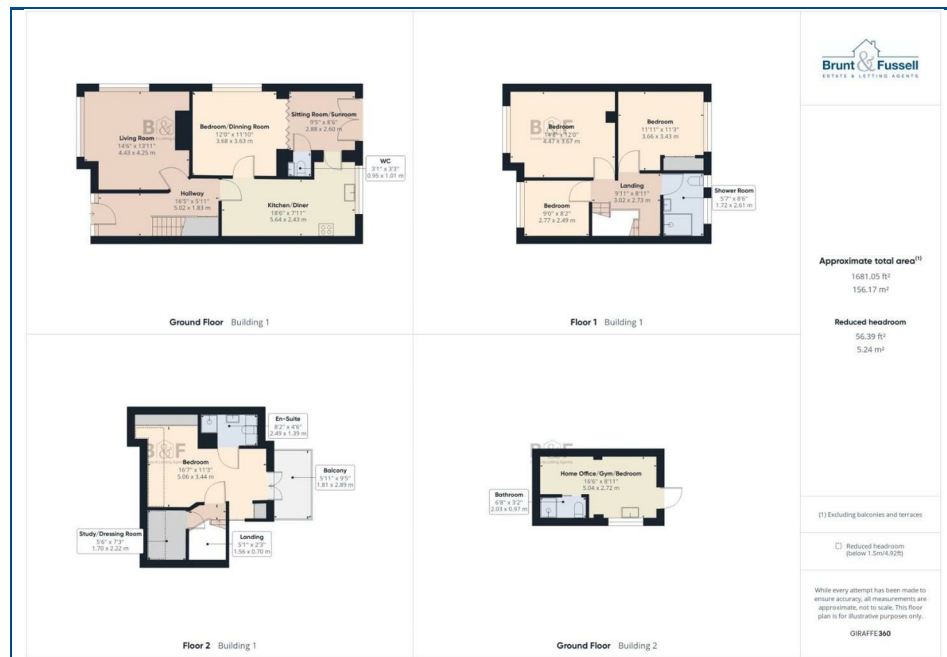 Living Room
14'6" x 13'11"
4.43 x 4.25 m
Bedroom/Dinning Room
12'0" x 11'10"
3.68 x 3.63 m
Sitting Room/Sunroom
9'5" x 8'6"
2.88 x 2.60 m
WC
3'1" x 3'3"
0.95 x 1.01 m
Hallway
16'5" x 5'11"
5.02 x 1.83 m
Kitchen/Diner
18'6" x 7'11"
5.64 x 2.43 m
Ground Floor Building 1
Bedroom
14'8" x 12'0"
4.47 x 3.67 m
Bedroom
11'11" x 11'3"
3.66 x 3.43 m
Landing
9'11" x 8'11"
3.02 x 2.73 m
Shower Room
5'7" x 8'6"
1.72 x 2.61 m
Bedroom
9'0" x 8'2"
2.77 x 2.49 m
Floor 1 Building 1
En-Suite
8'2" x 4'6"
2.49 x 1.39 m
B&F
Bedroom
16'7" x 11'3"
5.06 x 3.44 m
Balcony
5'11" x 9'5"
1.81 x 2.89 m
Study/Dressing Room
5'6" x 7'3"
1.70 x 2.22 m
Landing
5'1" x 2'3"
1.56 x 0.70 m
Floor 2 Building 1
B&F
Home Office/Gym/Bedroom
16'6" x 8'11"
5.04 x 2.72 m
Bathroom
6'8" x 3'2"
2.03 x 0.97 m
Ground Floor Building 2
Brunt & Fussell
ESTATE & LETTING AGENTS
Approximate total area(1)
1681.05 ft²
156.17 m²
Reduced headroom
56.39 ft²
5.24 m²
(1) Excluding balconies and terraces
Reduced headroom
(below 1.5m/4.92ft)
While every attempt has been made to
ensure accuracy, all measurements are
approximate, not to scale. This floor
plan is for illustrative purposes only.
GIRAFFE360